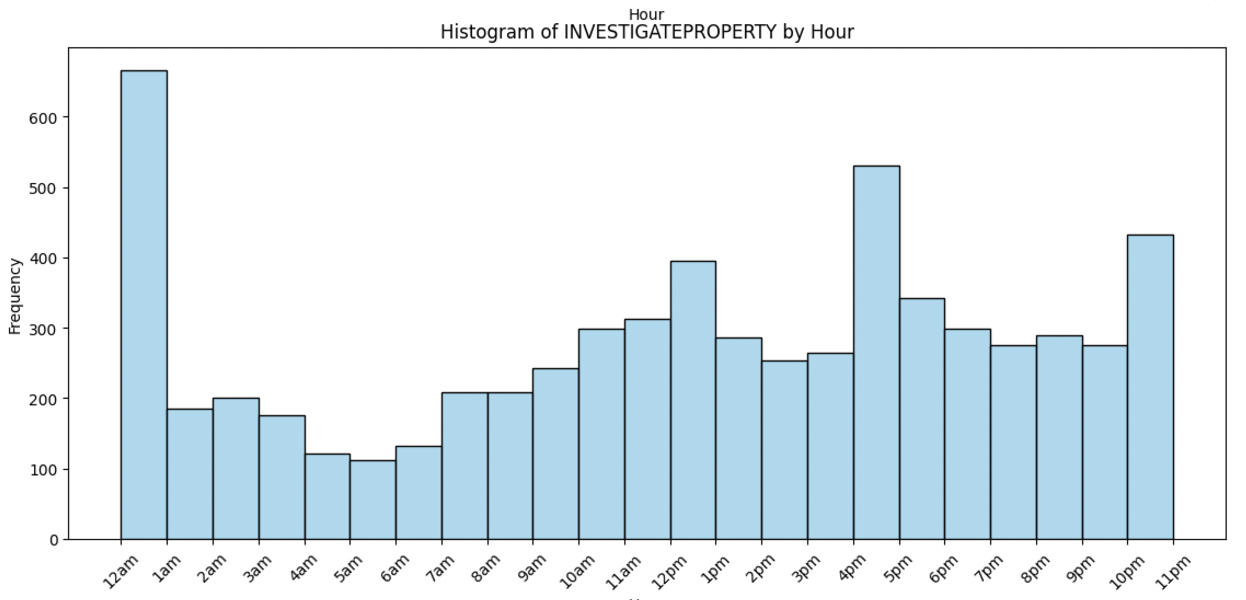 Hour
Histogram of INVESTIGATEPROPERTY by Hour
Frequency
600
500
400
300
200
100
0
12am 1am 2am 3am 4am 5am 6am 7am 8am 9am 10am 11am 12pm 1pm 2pm 3pm 4pm 5pm 6pm 7pm 8pm 9pm 10pm 11pm